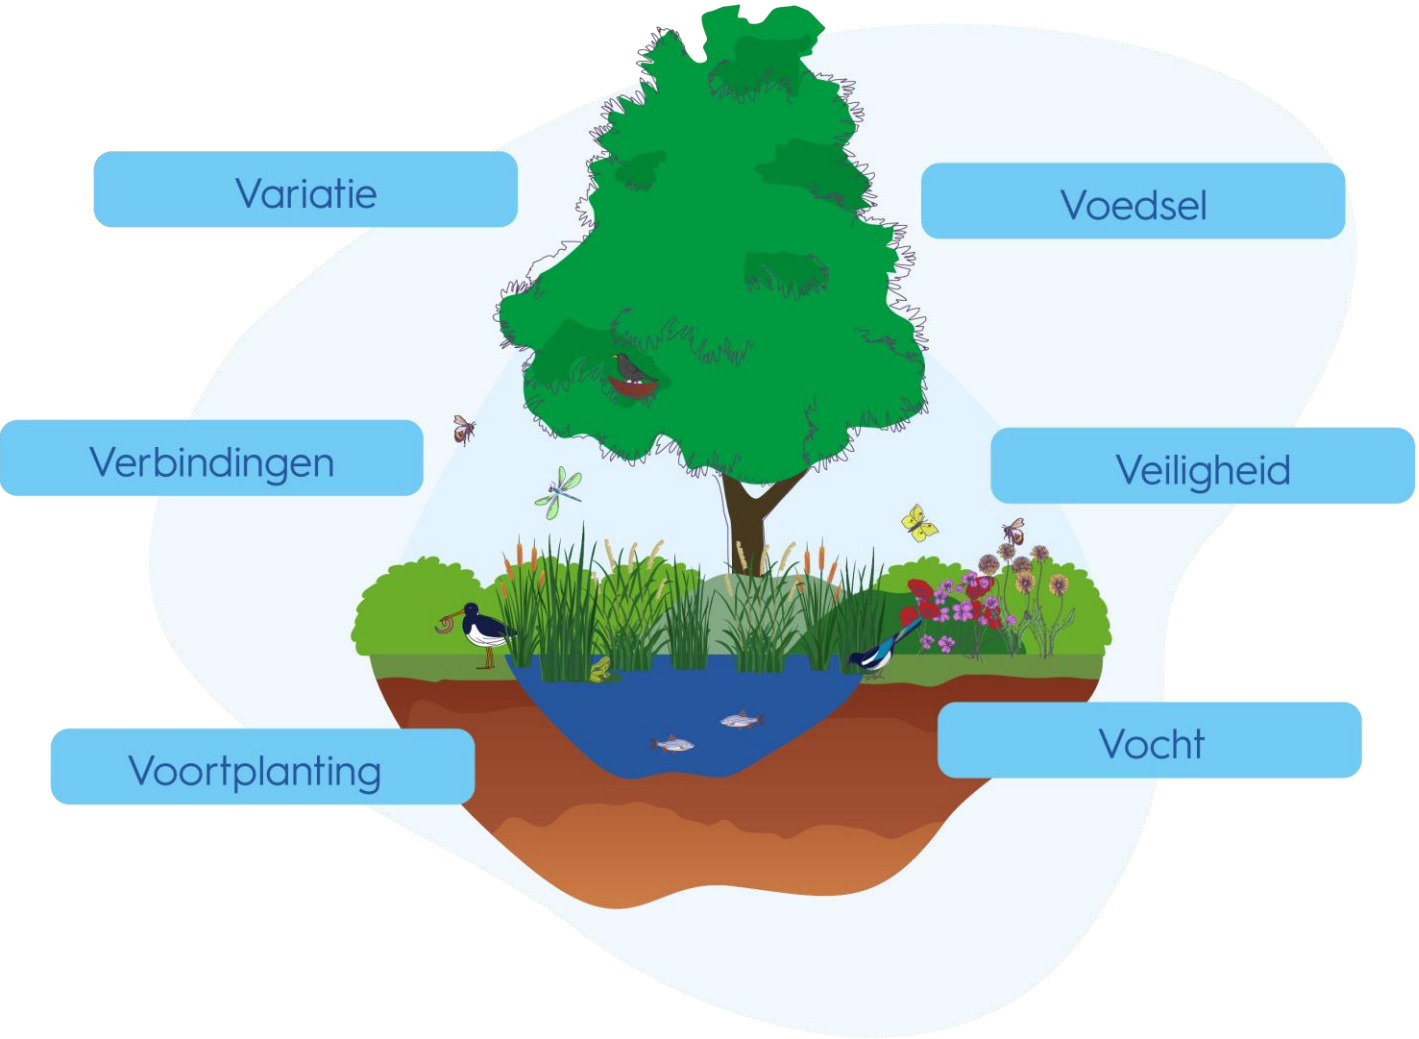 Variatie
Voedsel
Verbindingen
Veiligheid
Voortplanting
Vocht